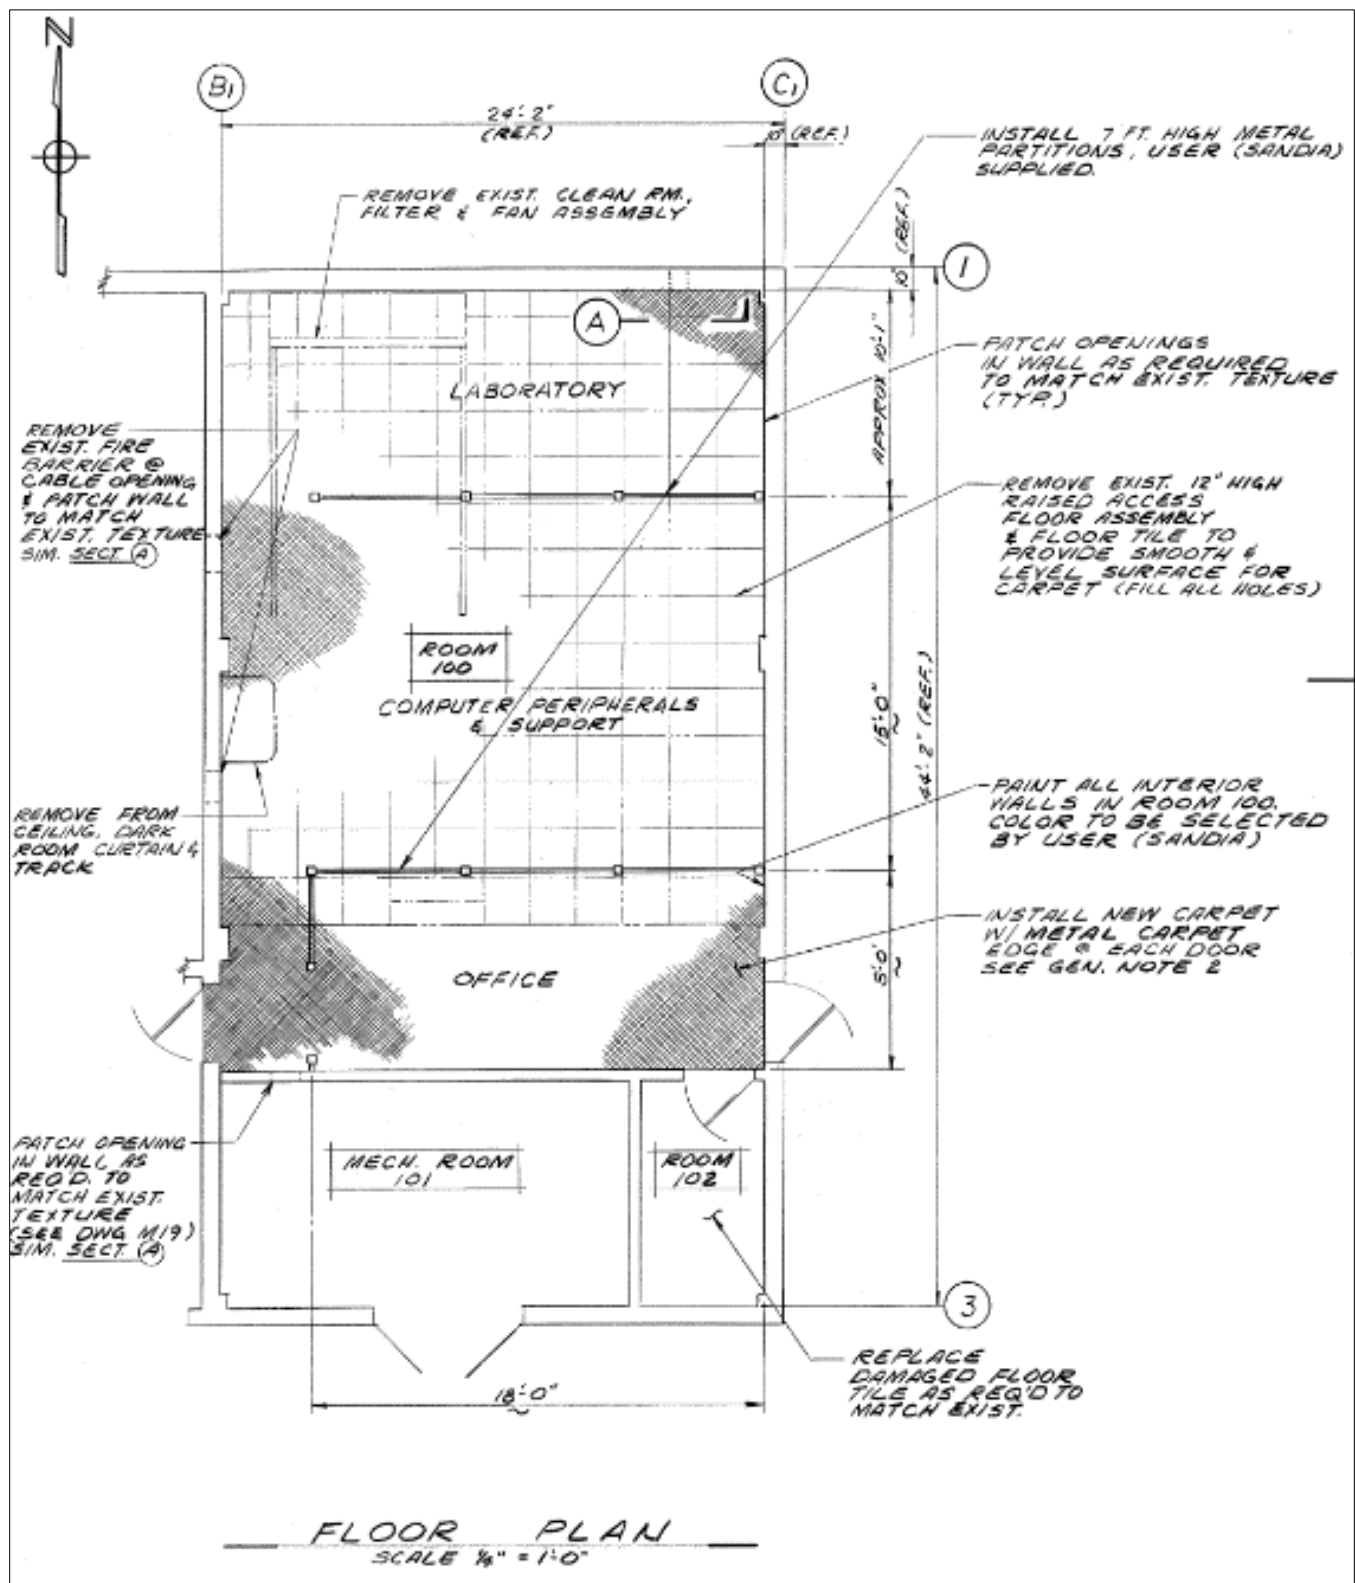 N
B1
C1
24'-2"
(REF.)
10" (REF.)
INSTALL 7 FT. HIGH METAL
PARTITIONS, USER (SANDIA)
SUPPLIED.
REMOVE EXIST. CLEAN RM.,
FILTER & FAN ASSEMBLY
10" (REF.)
1
A
APPROX 10'-1"
PATCH OPENINGS
IN WALL AS REQUIRED
TO MATCH EXIST. TEXTURE
(TYP.)
LABORATORY
REMOVE
EXIST. FIRE
BARRIER @
CABLE OPENING
& PATCH WALL
TO MATCH
EXIST. TEXTURE
SIM. SECT. A
REMOVE EXIST. 12" HIGH
RAISED ACCESS
FLOOR ASSEMBLY
& FLOOR TILE TO
PROVIDE SMOOTH &
LEVEL SURFACE FOR
CARPET (FILL ALL HOLES)
ROOM
100
COMPUTER PERIPHERALS
& SUPPORT
15'-0"
44'-2" (REF.)
REMOVE FROM
CEILING, DARK
ROOM CURTAIN &
TRACK
PAINT ALL INTERIOR
WALLS IN ROOM 100.
COLOR TO BE SELECTED
BY USER (SANDIA)
INSTALL NEW CARPET
W/ METAL CARPET
EDGE @ EACH DOOR
SEE GEN. NOTE 2
OFFICE
PATCH OPENING
IN WALL AS
REQ'D. TO
MATCH EXIST.
TEXTURE
(SEE DWG M19)
SIM. SECT. A
MECH. ROOM
101
ROOM
102
3
REPLACE
DAMAGED FLOOR
TILE AS REQ'D TO
MATCH EXIST.
18'-0"
FLOOR PLAN
SCALE ¼" = 1'-0"